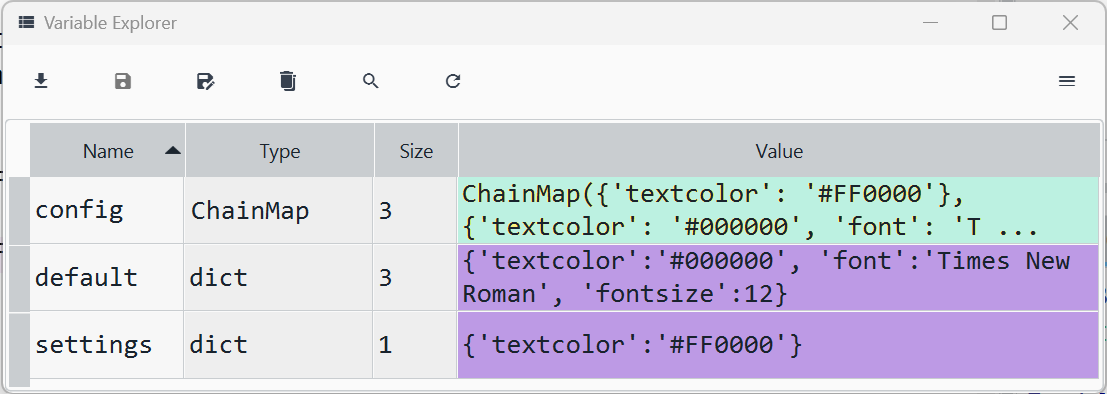 Variable Explorer
Name Type Size Value
config ChainMap 3 ChainMap({'textcolor': '#FF0000'},
{'textcolor': '#000000', 'font': 'T ...
default dict 3 {'textcolor':'#000000', 'font':'Times New
Roman', 'fontsize':12}
settings dict 1 {'textcolor':'#FF0000'}